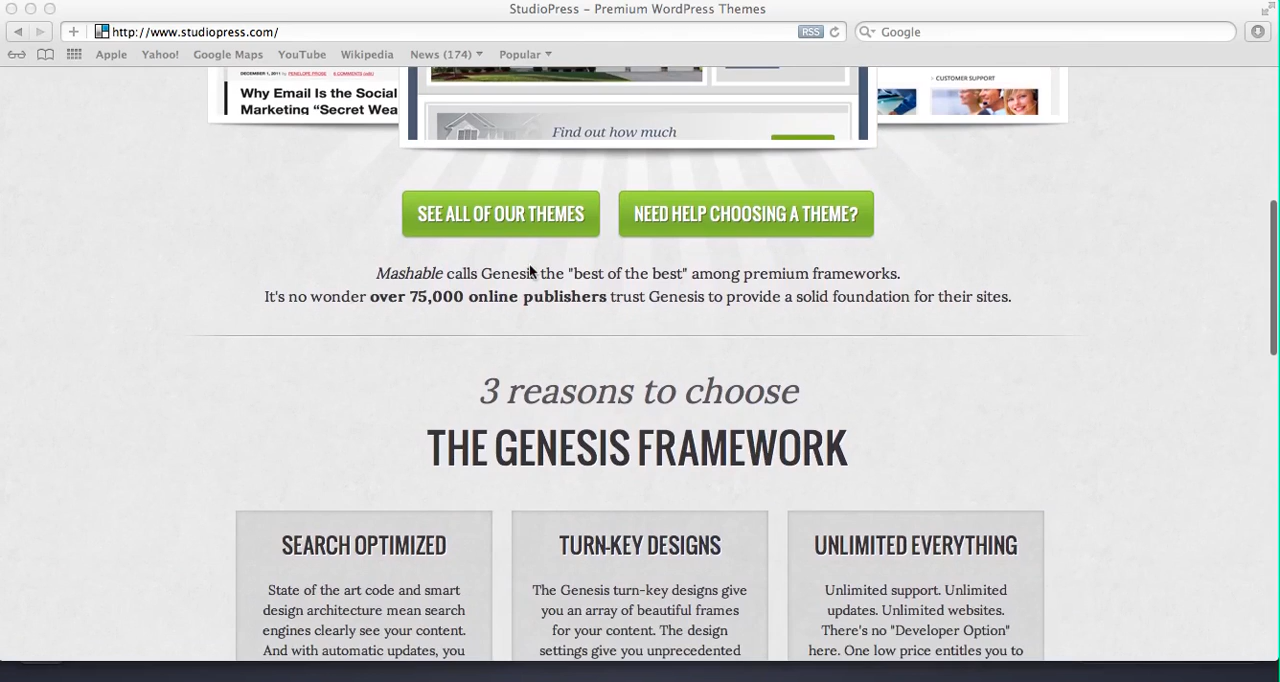 StudioPress – Premium WordPress Themes
http://www.studiopress.com/
RSS
Google
Apple
Yahoo!
Google Maps
YouTube
Wikipedia
News (174)
Popular
DECEMBER 1, 2011 by PENELOPE PROSE 6 COMMENTS (edit)
Why Email Is the Social
Marketing “Secret Wea
Find out how much
CUSTOMER SUPPORT
SEE ALL OF OUR THEMES
NEED HELP CHOOSING A THEME?
Mashable calls Genesis the "best of the best" among premium frameworks.
It's no wonder over 75,000 online publishers trust Genesis to provide a solid foundation for their sites.
3 reasons to choose
THE GENESIS FRAMEWORK
SEARCH OPTIMIZED
State of the art code and smart
design architecture mean search
engines clearly see your content.
And with automatic updates, you
TURN-KEY DESIGNS
The Genesis turn-key designs give
you an array of beautiful frames
for your content. The design
settings give you unprecedented
UNLIMITED EVERYTHING
Unlimited support. Unlimited
updates. Unlimited websites.
There's no "Developer Option"
here. One low price entitles you to